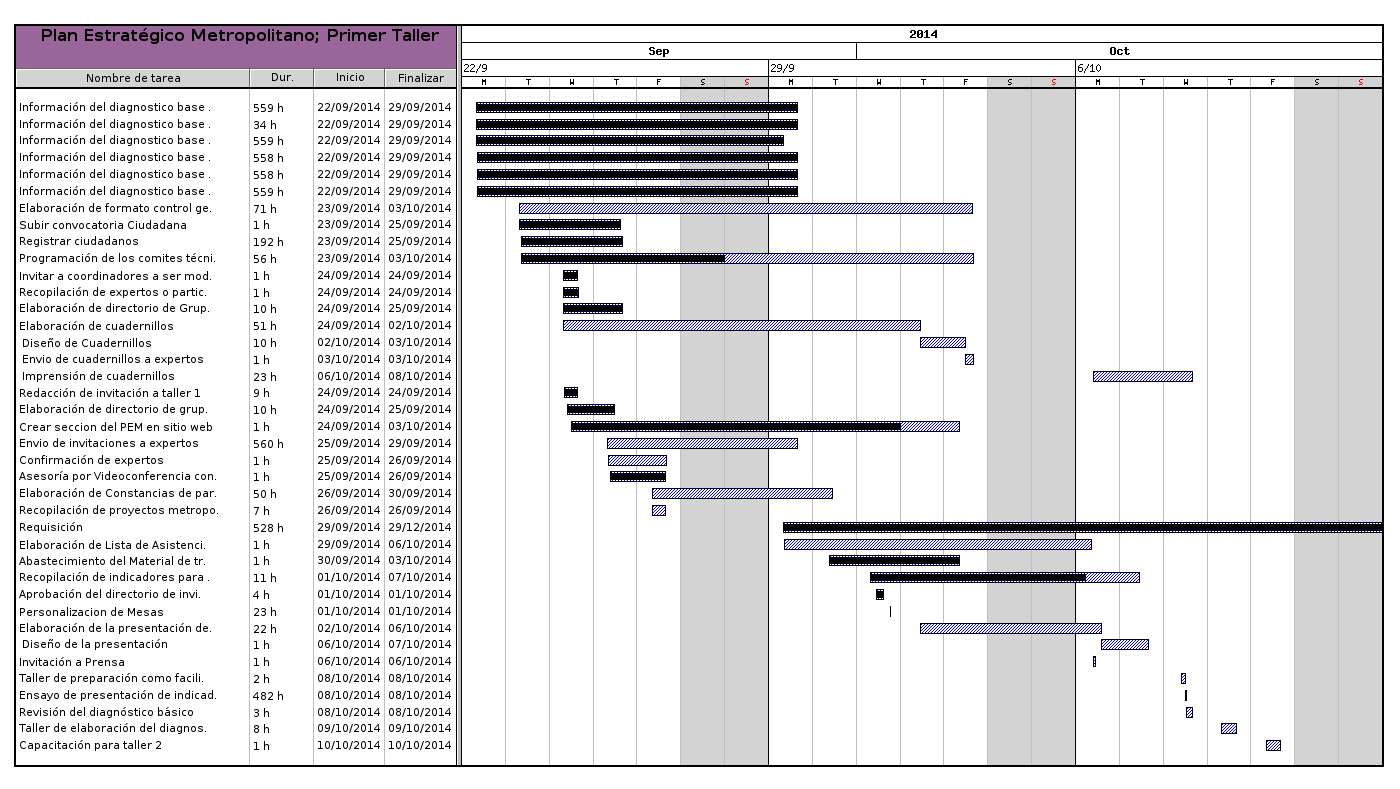 Plan Estratégico Metropolitano; Primer Taller
2014
Sep Oct
22/9 29/9 6/10
Nombre de tarea Dur. Inicio Finalizar
M T W T F S S M T W T F S S M T W T F S S
Información del diagnostico base . 559 h 22/09/2014 29/09/2014
Información del diagnostico base . 34 h 22/09/2014 29/09/2014
Información del diagnostico base . 559 h 22/09/2014 29/09/2014
Información del diagnostico base . 558 h 22/09/2014 29/09/2014
Información del diagnostico base . 558 h 22/09/2014 29/09/2014
Información del diagnostico base . 559 h 22/09/2014 29/09/2014
Elaboración de formato control ge. 71 h 23/09/2014 03/10/2014
Subir convocatoria Ciudadana 1 h 23/09/2014 25/09/2014
Registrar ciudadanos 192 h 23/09/2014 25/09/2014
Programación de los comites técni. 56 h 23/09/2014 03/10/2014
Invitar a coordinadores a ser mod. 1 h 24/09/2014 24/09/2014
Recopilación de expertos o partic. 1 h 24/09/2014 24/09/2014
Elaboración de directorio de Grup. 10 h 24/09/2014 25/09/2014
Elaboración de cuadernillos 51 h 24/09/2014 02/10/2014
Diseño de Cuadernillos 10 h 02/10/2014 03/10/2014
Envio de cuadernillos a expertos 1 h 03/10/2014 03/10/2014
Imprensión de cuadernillos 23 h 06/10/2014 08/10/2014
Redacción de invitación a taller 1 9 h 24/09/2014 24/09/2014
Elaboración de directorio de grup. 10 h 24/09/2014 25/09/2014
Crear seccion del PEM en sitio web 1 h 24/09/2014 03/10/2014
Envio de invitaciones a expertos 560 h 25/09/2014 29/09/2014
Confirmación de expertos 1 h 25/09/2014 26/09/2014
Asesoría por Videoconferencia con. 1 h 25/09/2014 26/09/2014
Elaboración de Constancias de par. 50 h 26/09/2014 30/09/2014
Recopilación de proyectos metropo. 7 h 26/09/2014 26/09/2014
Requisición 528 h 29/09/2014 29/12/2014
Elaboración de Lista de Asistenci. 1 h 29/09/2014 06/10/2014
Abastecimiento del Material de tr. 1 h 30/09/2014 03/10/2014
Recopilación de indicadores para . 11 h 01/10/2014 07/10/2014
Aprobación del directorio de invi. 4 h 01/10/2014 01/10/2014
Personalizacion de Mesas 23 h 01/10/2014 01/10/2014
Elaboración de la presentación de. 22 h 02/10/2014 06/10/2014
Diseño de la presentación 1 h 06/10/2014 07/10/2014
Invitación a Prensa 1 h 06/10/2014 06/10/2014
Taller de preparación como facili. 2 h 08/10/2014 08/10/2014
Ensayo de presentación de indicad. 482 h 08/10/2014 08/10/2014
Revisión del diagnóstico básico 3 h 08/10/2014 08/10/2014
Taller de elaboración del diagnos. 8 h 09/10/2014 09/10/2014
Capacitación para taller 2 1 h 10/10/2014 10/10/2014